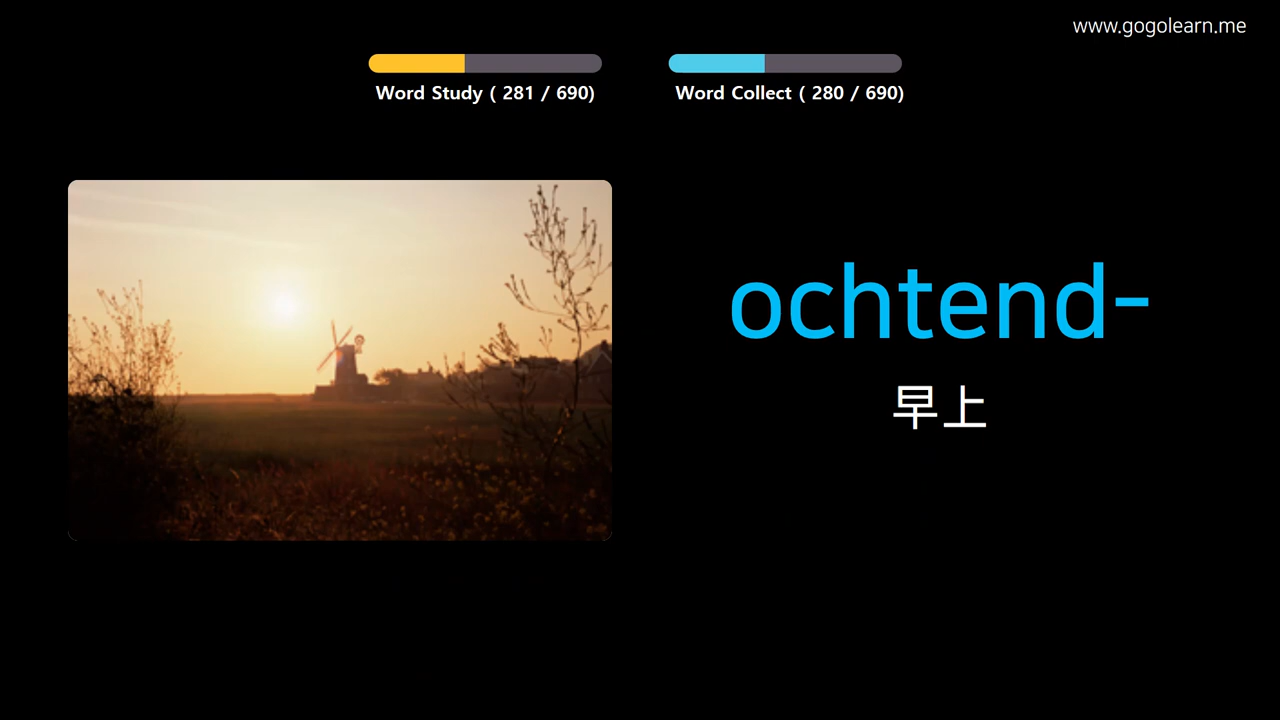 www.gogolearn.me
Word Study ( 281 / 690)
Word Collect ( 280 / 690)
ochtend-
早上